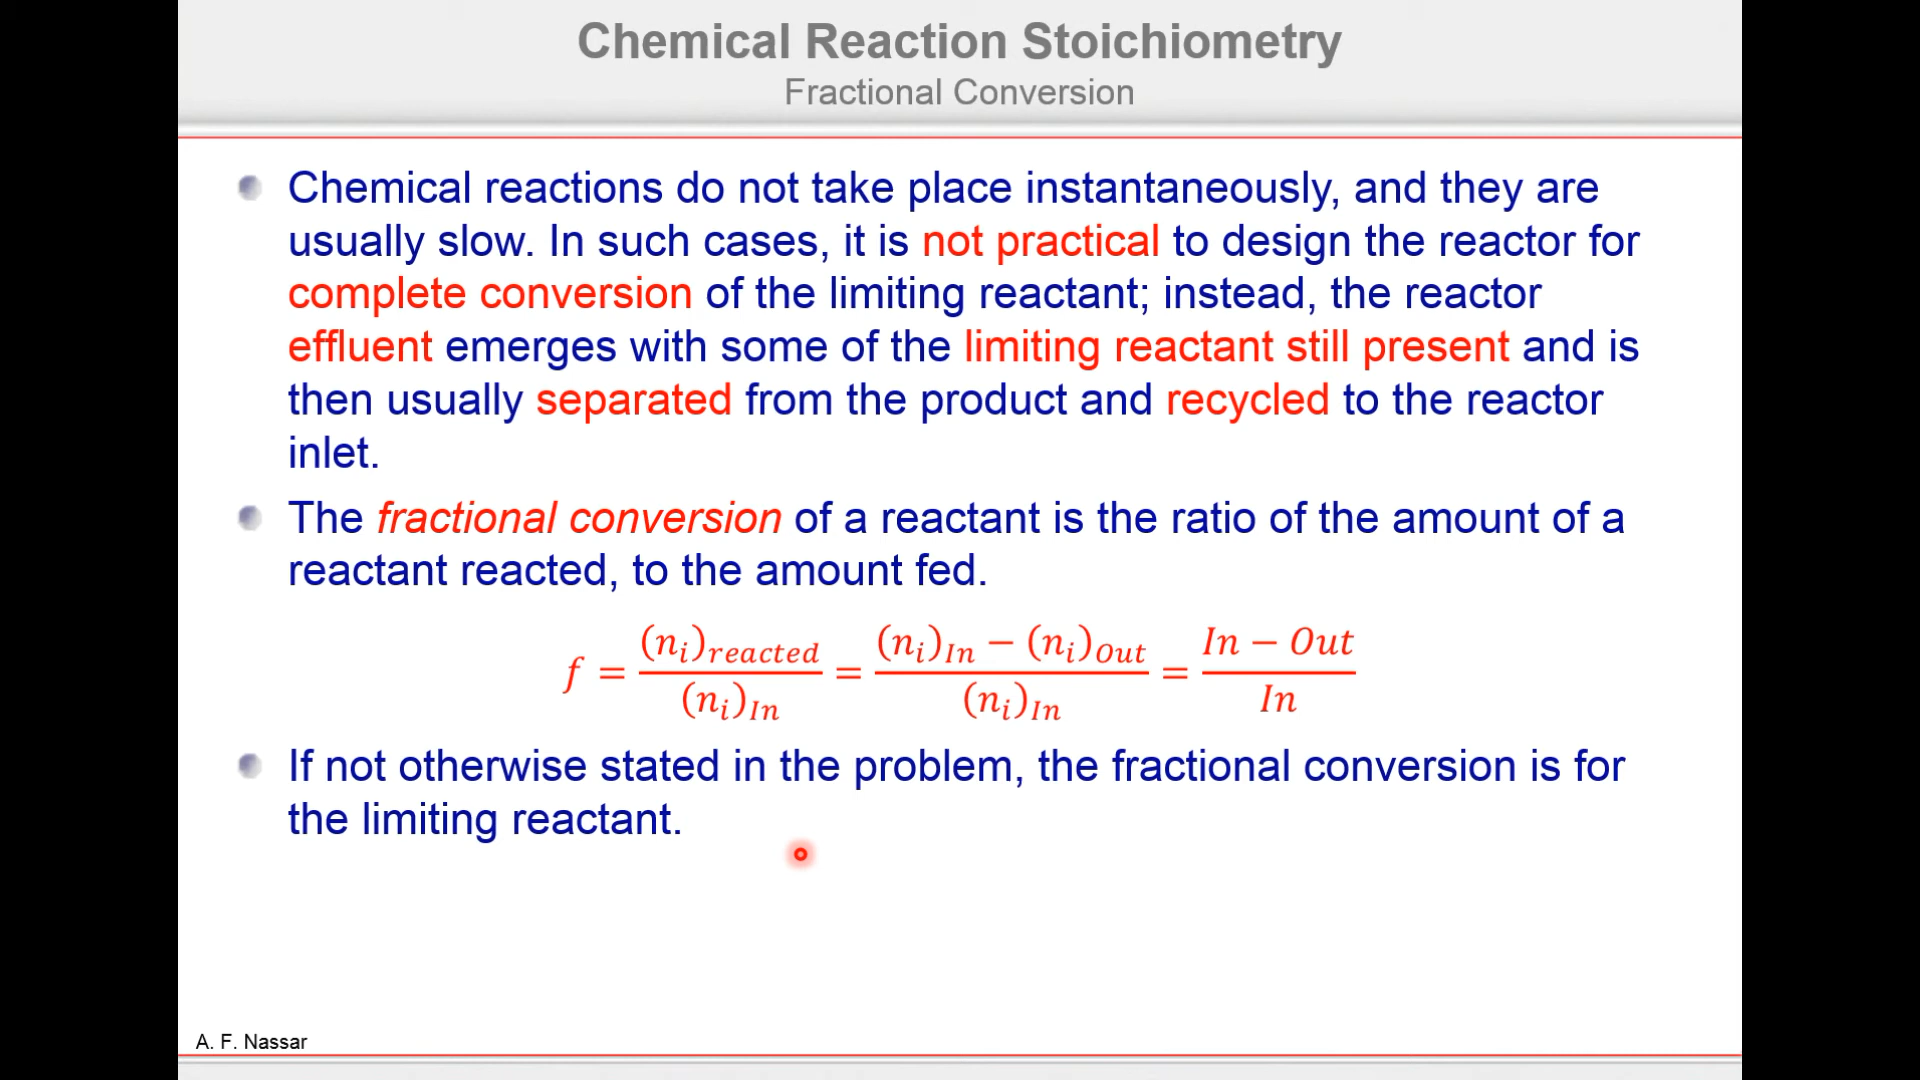 Chemical Reaction Stoichiometry
Fractional Conversion
Chemical reactions do not take place instantaneously, and they are
usually slow. In such cases, it is not practical to design the reactor for
complete conversion of the limiting reactant; instead, the reactor
effluent emerges with some of the limiting reactant still present and is
then usually separated from the product and recycled to the reactor
inlet.
The fractional conversion of a reactant is the ratio of the amount of a
reactant reacted, to the amount fed.
f = (n_i)_reacted / (n_i)_In = ((n_i)_In − (n_i)_Out) / (n_i)_In = (In − Out) / In
If not otherwise stated in the problem, the fractional conversion is for
the limiting reactant.
A. F. Nassar